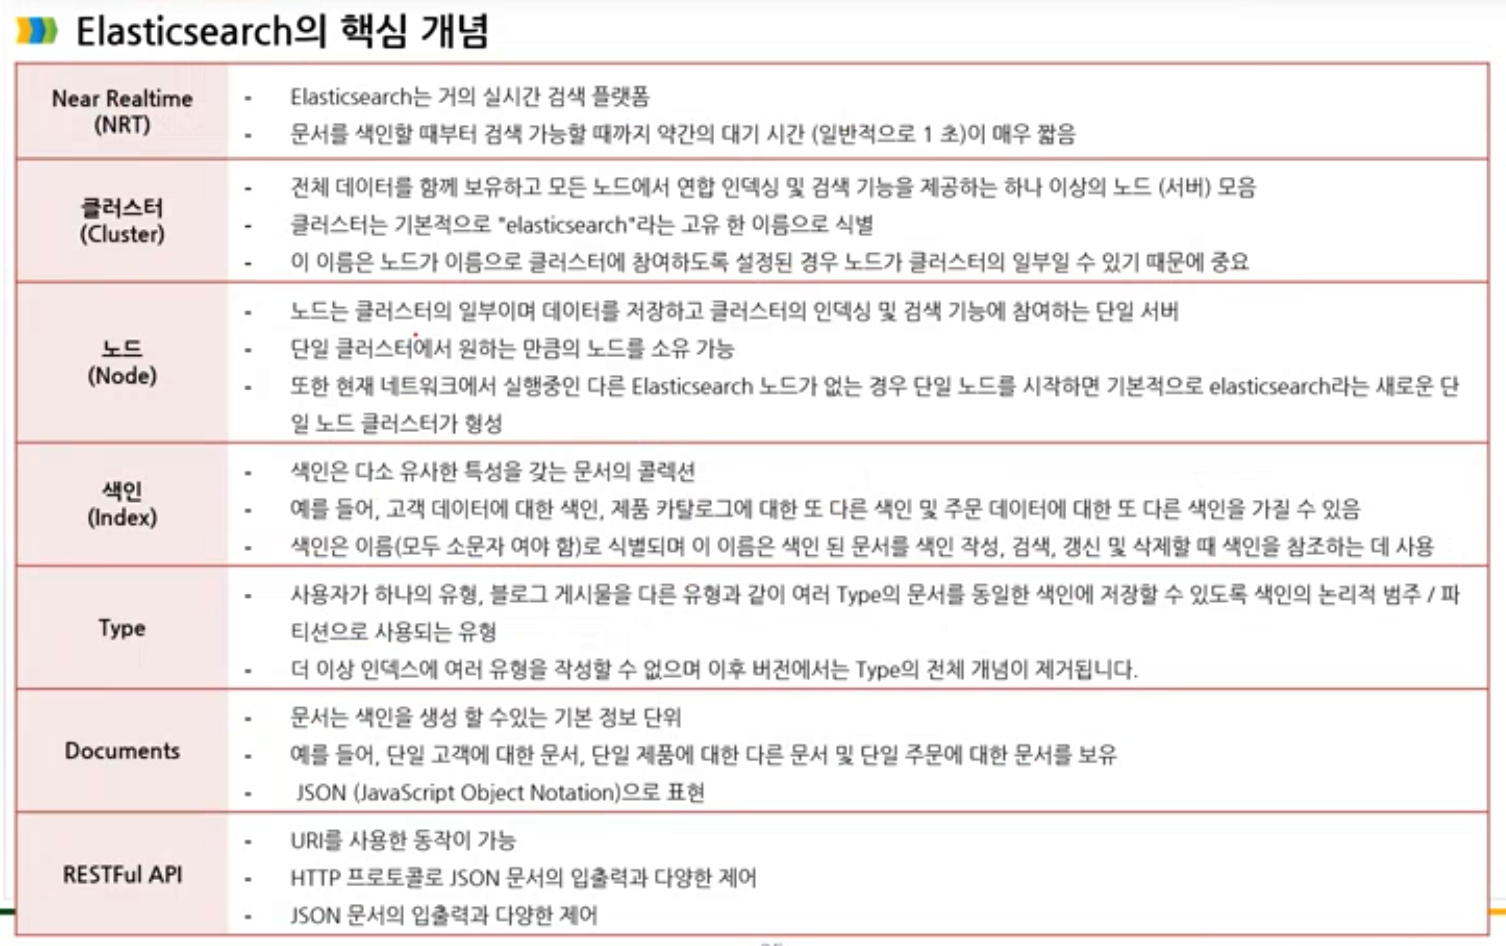 Elasticsearch의 핵심 개념
Near Realtime
(NRT)
- Elasticsearch는 거의 실시간 검색 플랫폼
- 문서를 색인할 때부터 검색 가능할 때까지 약간의 대기 시간 (일반적으로 1 초)이 매우 짧음
클러스터
(Cluster)
- 전체 데이터를 함께 보유하고 모든 노드에서 연합 인덱싱 및 검색 기능을 제공하는 하나 이상의 노드 (서버) 모음
- 클러스터는 기본적으로 "elasticsearch"라는 고유 한 이름으로 식별
- 이 이름은 노드가 이름으로 클러스터에 참여하도록 설정된 경우 노드가 클러스터의 일부일 수 있기 때문에 중요
노드
(Node)
- 노드는 클러스터의 일부이며 데이터를 저장하고 클러스터의 인덱싱 및 검색 기능에 참여하는 단일 서버
- 단일 클러스터에서 원하는 만큼의 노드를 소유 가능
- 또한 현재 네트워크에서 실행중인 다른 Elasticsearch 노드가 없는 경우 단일 노드를 시작하면 기본적으로 elasticsearch라는 새로운 단
일 노드 클러스터가 형성
색인
(Index)
- 색인은 다소 유사한 특성을 갖는 문서의 콜렉션
- 예를 들어, 고객 데이터에 대한 색인, 제품 카탈로그에 대한 또 다른 색인 및 주문 데이터에 대한 또 다른 색인을 가질 수 있음
- 색인은 이름(모두 소문자 여야 함)로 식별되며 이 이름은 색인 된 문서를 색인 작성, 검색, 갱신 및 삭제할 때 색인을 참조하는 데 사용
Type
- 사용자가 하나의 유형, 블로그 게시물을 다른 유형과 같이 여러 Type의 문서를 동일한 색인에 저장할 수 있도록 색인의 논리적 범주 / 파
티션으로 사용되는 유형
- 더 이상 인덱스에 여러 유형을 작성할 수 없으며 이후 버전에서는 Type의 전체 개념이 제거됩니다.
Documents
- 문서는 색인을 생성 할 수있는 기본 정보 단위
- 예를 들어, 단일 고객에 대한 문서, 단일 제품에 대한 다른 문서 및 단일 주문에 대한 문서를 보유
- JSON (JavaScript Object Notation)으로 표현
RESTFul API
- URI를 사용한 동작이 가능
- HTTP 프로토콜로 JSON 문서의 입출력과 다양한 제어
- JSON 문서의 입출력과 다양한 제어